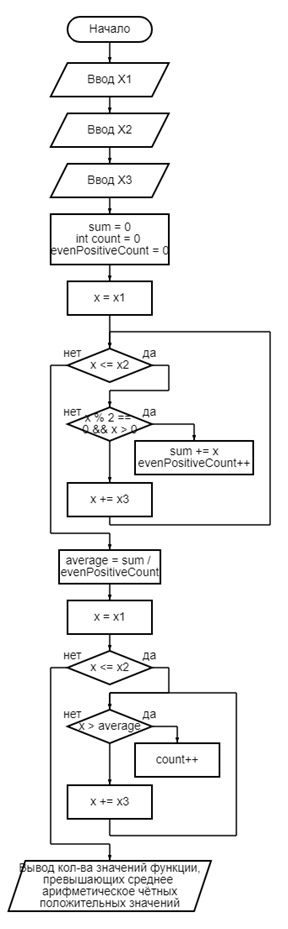 Начало
Ввод X1
Ввод X2
Ввод X3
sum = 0
int count = 0
evenPositiveCount = 0
x = x1
нет
да
x <= x2
нет
да
x % 2 ==
0 && x > 0
sum += x
evenPositiveCount++
x += x3
average = sum /
evenPositiveCount
x = x1
нет
да
x <= x2
нет
да
x > average
count++
x += x3
Вывод кол-ва значений функции,
превышающих среднее
арифметическое чётных
положительных значений